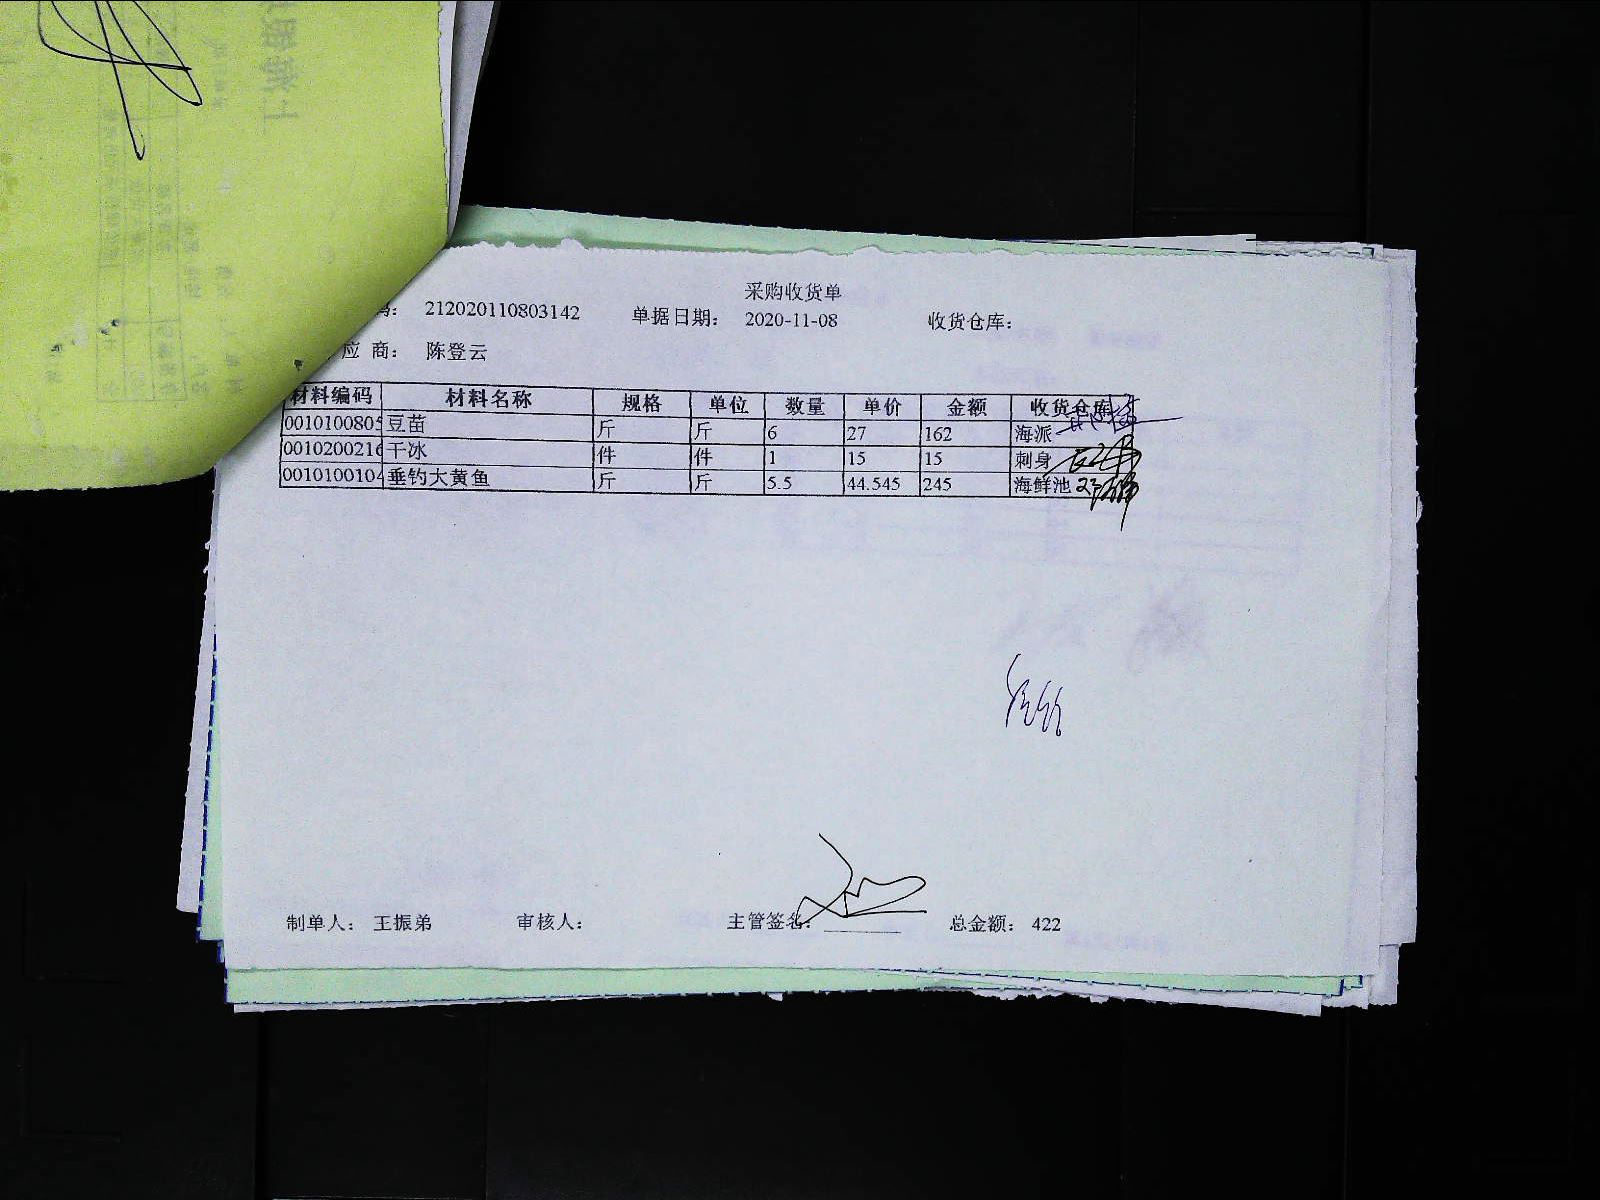 采购收货单
码： 212020110803142 单据日期： 2020-11-08 收货仓库：
应 商： 陈登云
材料编码 材料名称 规格 单位 数量 单价 金额 收货仓库
0010100805 豆苗 斤 斤 6 27 162 海派
0010200216 干冰 件 件 1 15 15 刺身
0010100104 垂钓大黄鱼 斤 斤 5.5 44.545 245 海鲜池
制单人： 王振弟 审核人： 主管签名： 总金额： 422